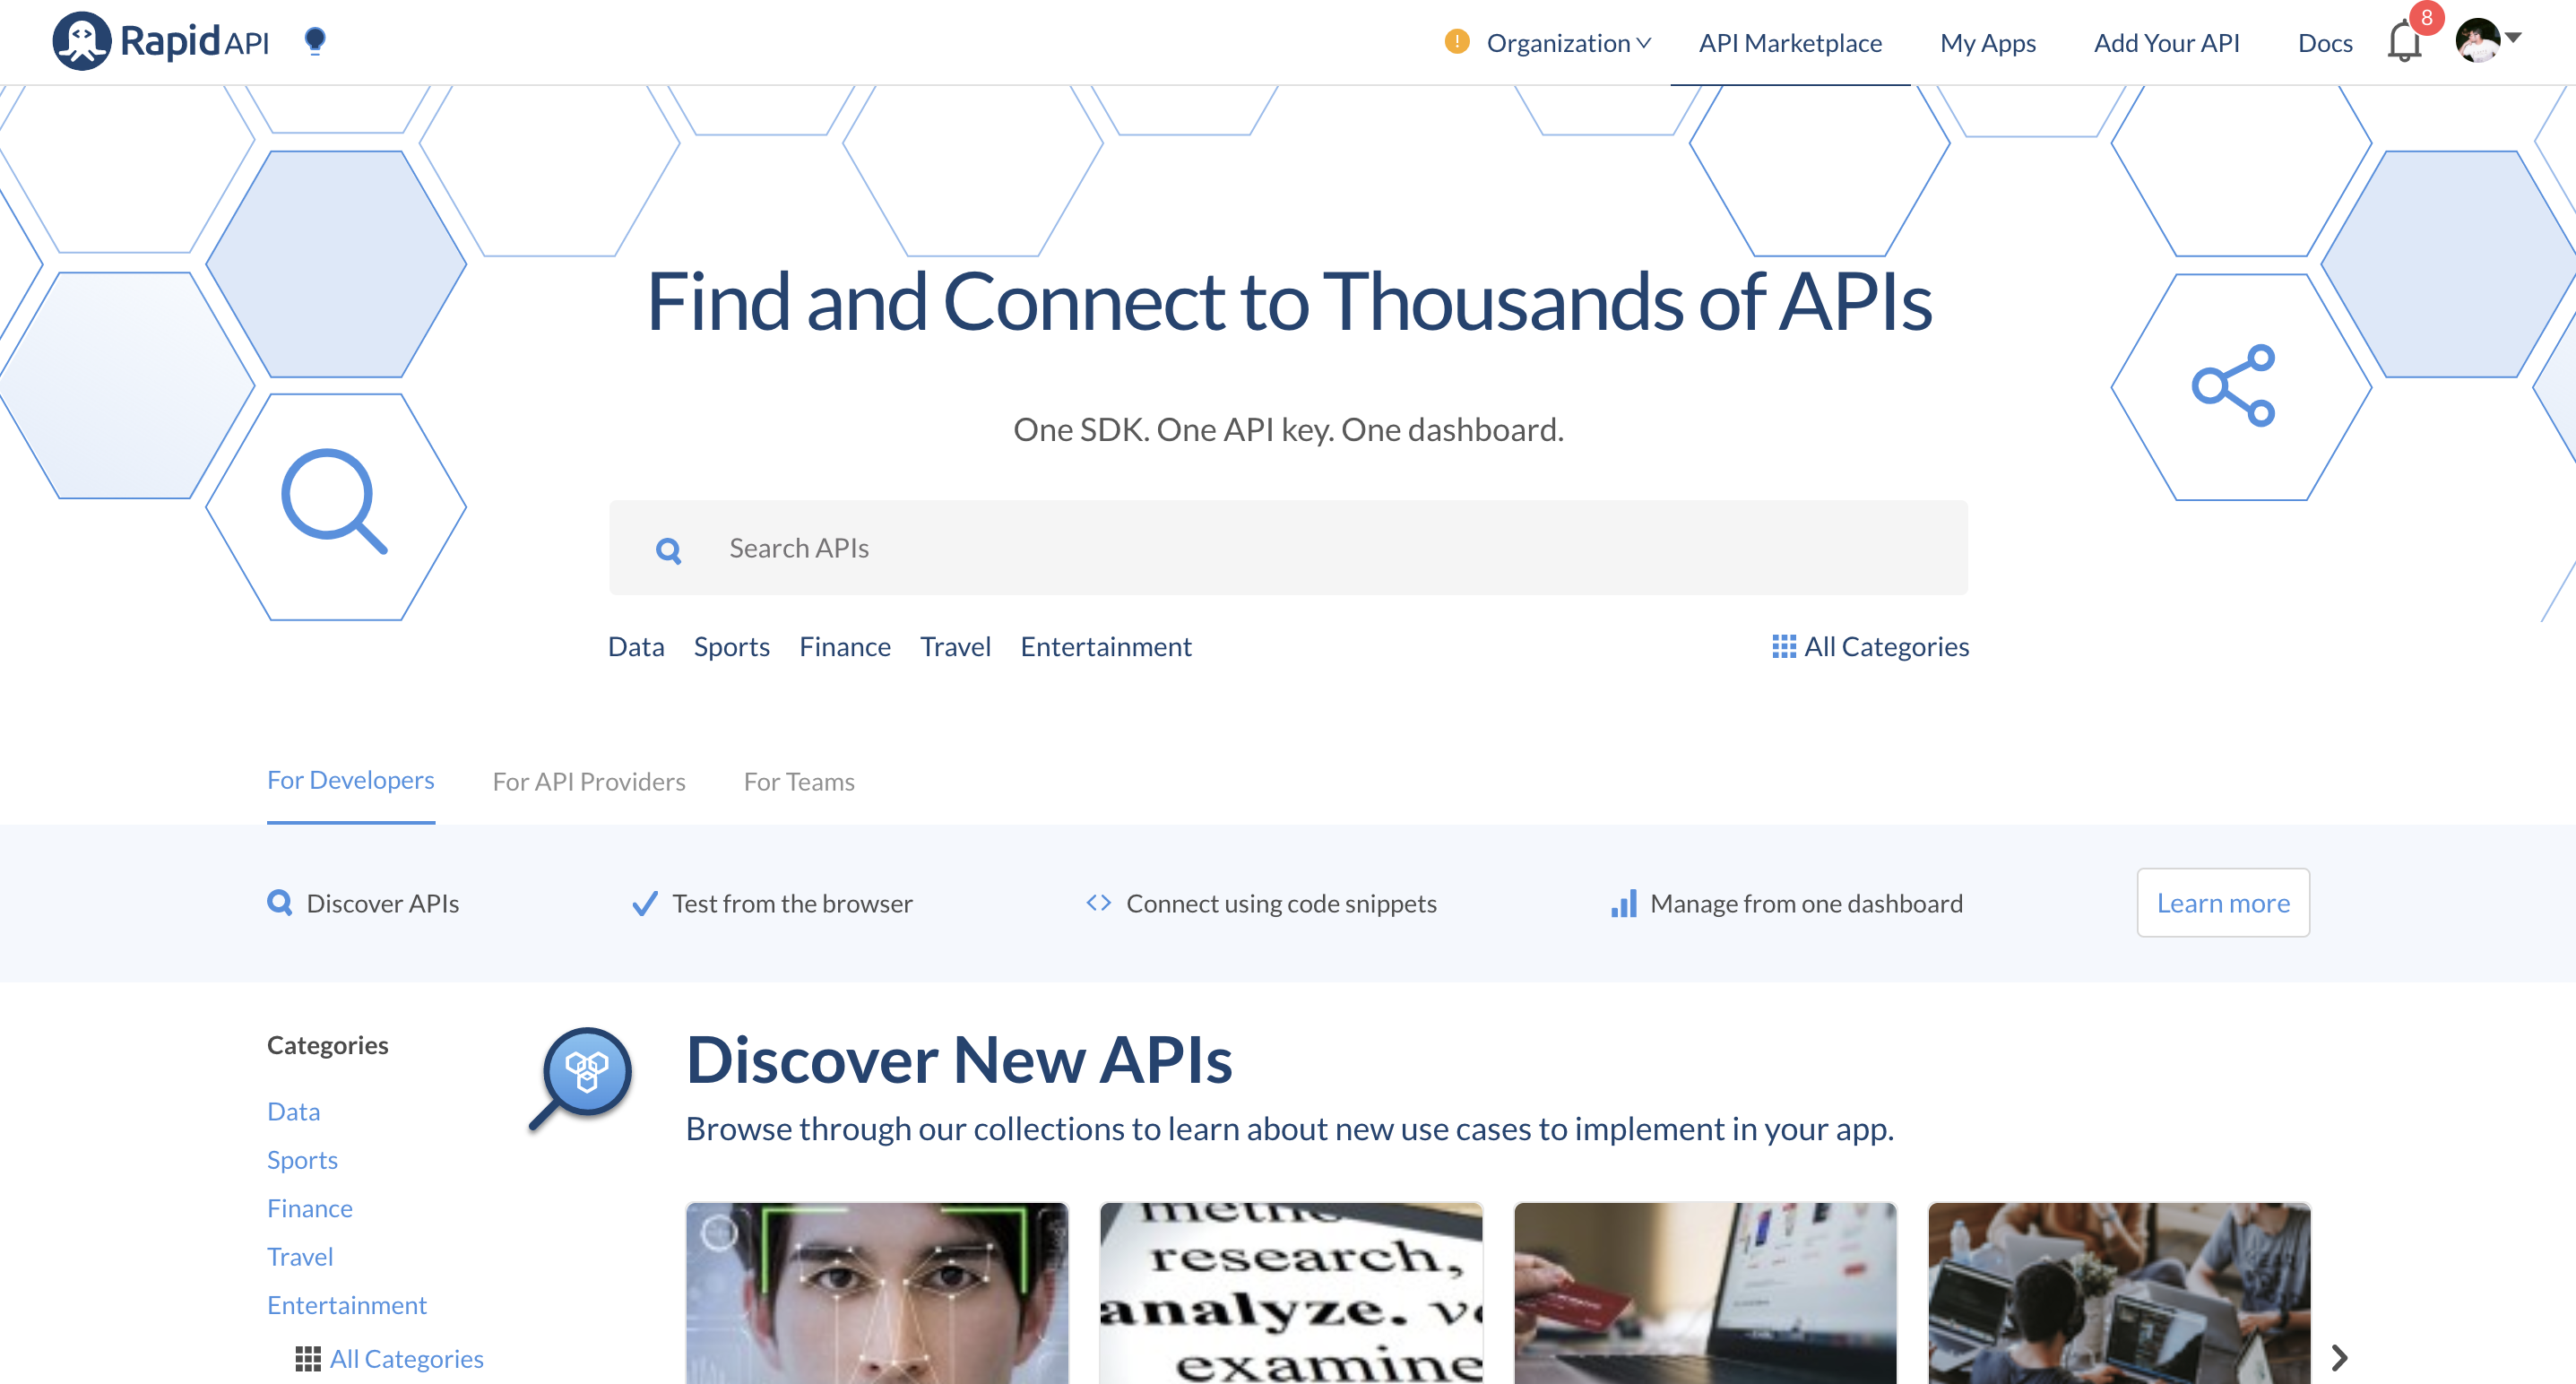 RapidAPI
! Organization API Marketplace My Apps Add Your API Docs 8
Find and Connect to Thousands of APIs
One SDK. One API key. One dashboard.
Search APIs
Data Sports Finance Travel Entertainment All Categories
For Developers For API Providers For Teams
Discover APIs Test from the browser <> Connect using code snippets Manage from one dashboard Learn more
Categories
Discover New APIs
Data
Browse through our collections to learn about new use cases to implement in your app.
Sports
Finance
Travel
Entertainment
All Categories
research,
analyze.
examine